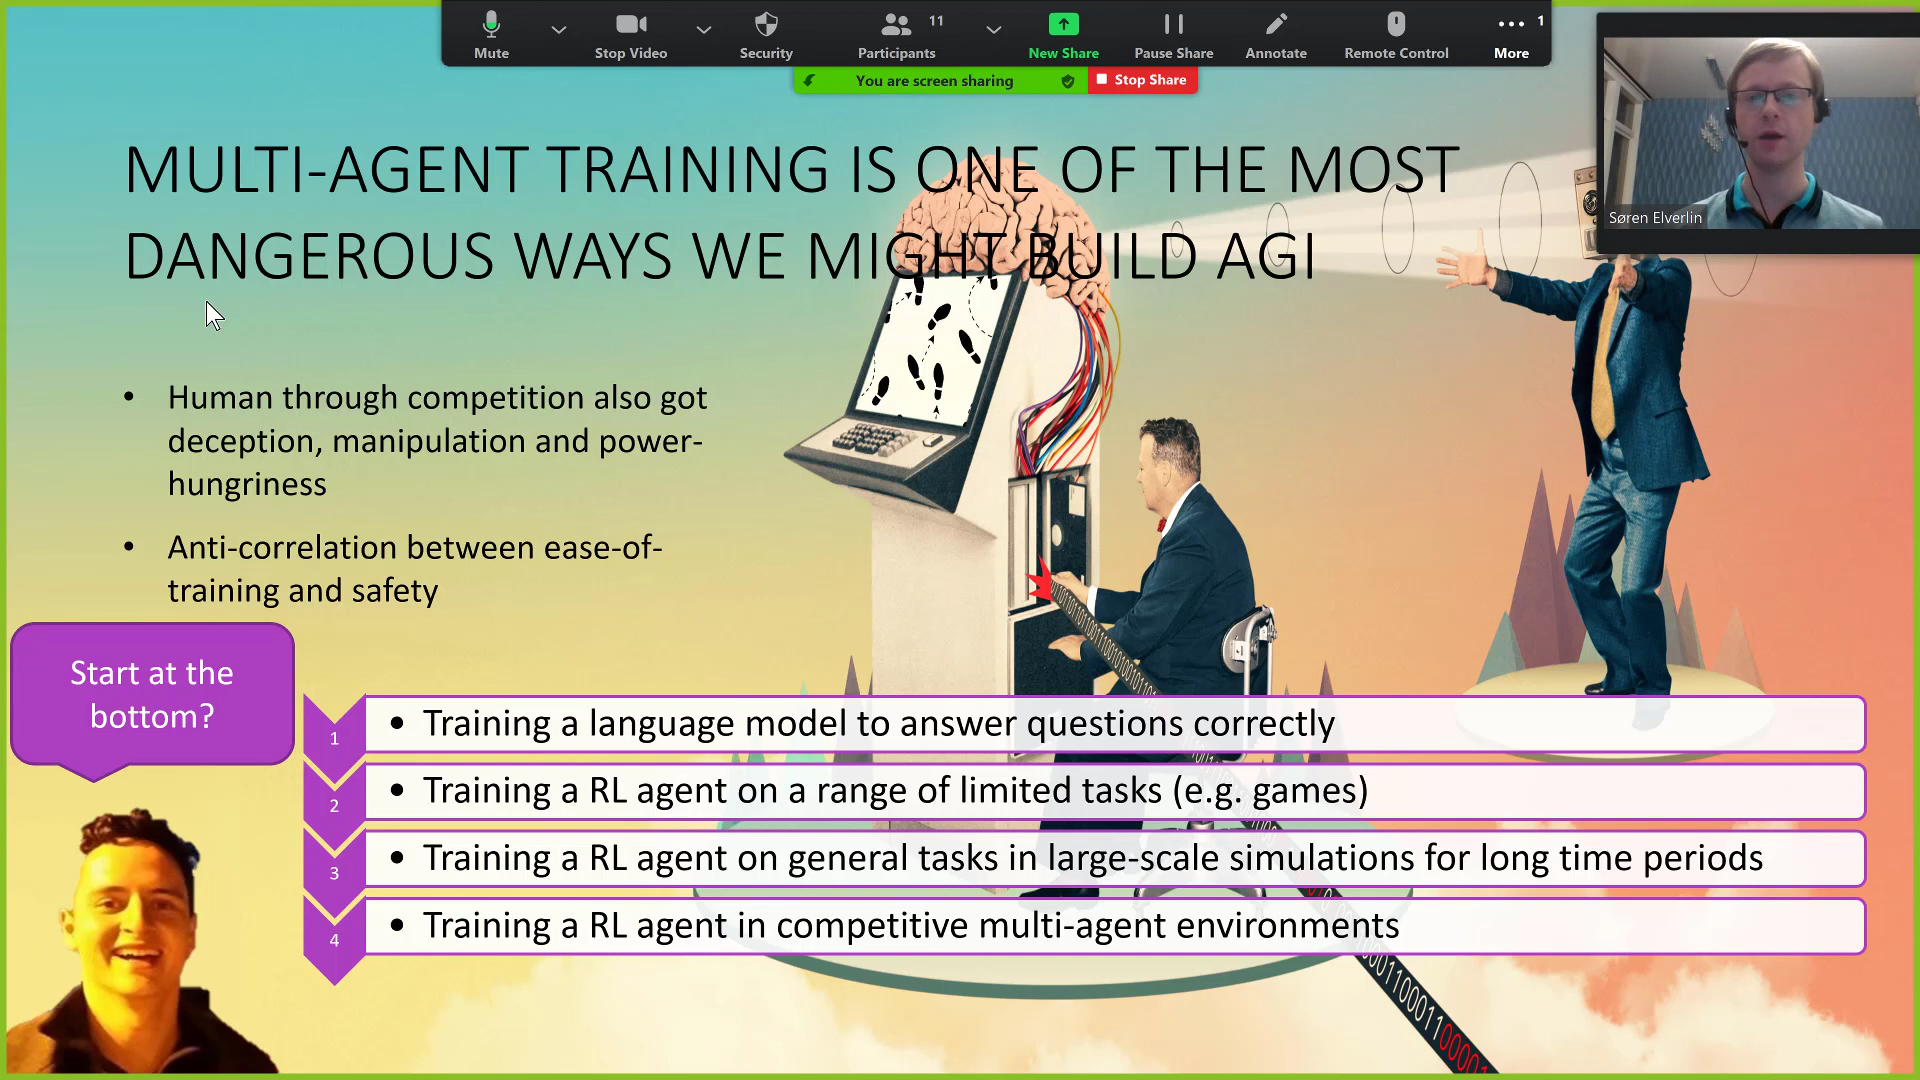 Mute
Stop Video
Security
Participants
11
New Share
Pause Share
Annotate
Remote Control
More
1
You are screen sharing
Stop Share
Søren Elverlin
MULTI-AGENT TRAINING IS ONE OF THE MOST
DANGEROUS WAYS WE MIGHT BUILD AGI
• Human through competition also got
deception, manipulation and power-
hungriness
• Anti-correlation between ease-of-
training and safety
Start at the
bottom?
1
• Training a language model to answer questions correctly
2
• Training a RL agent on a range of limited tasks (e.g. games)
3
• Training a RL agent on general tasks in large-scale simulations for long time periods
4
• Training a RL agent in competitive multi-agent environments